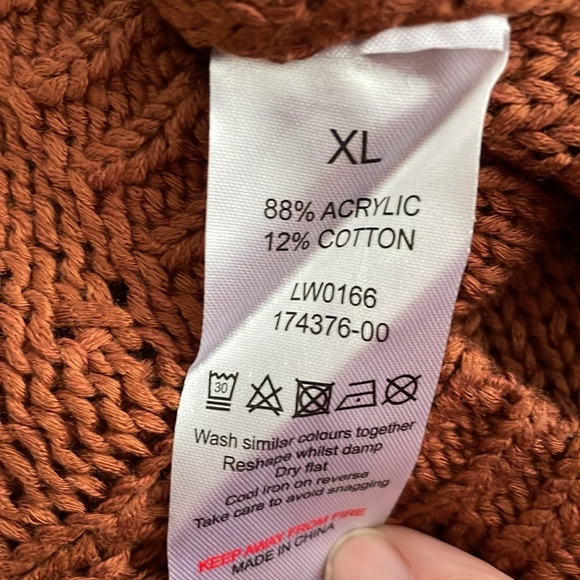 XL
88% ACRYLIC
12% COTTON
LW0166
174376-00
30
Wash similar colours together
Reshape whilst damp
Dry flat
Cool iron on reverse
Take care to avoid snagging
KEEP AWAY FROM FIRE
MADE IN CHINA